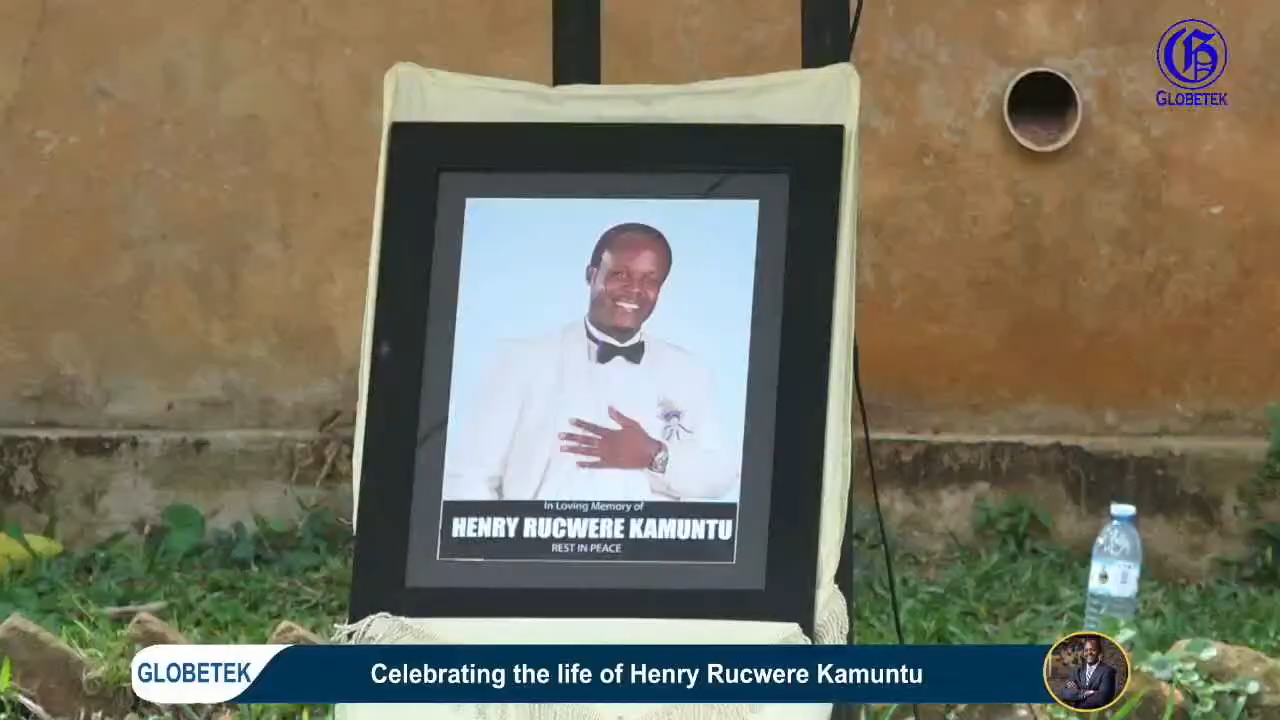 GLOBETEK
In Loving Memory of
HENRY RUCWERE KAMUNTU
REST IN PEACE
GLOBETEK
Celebrating the life of Henry Rucwere Kamuntu